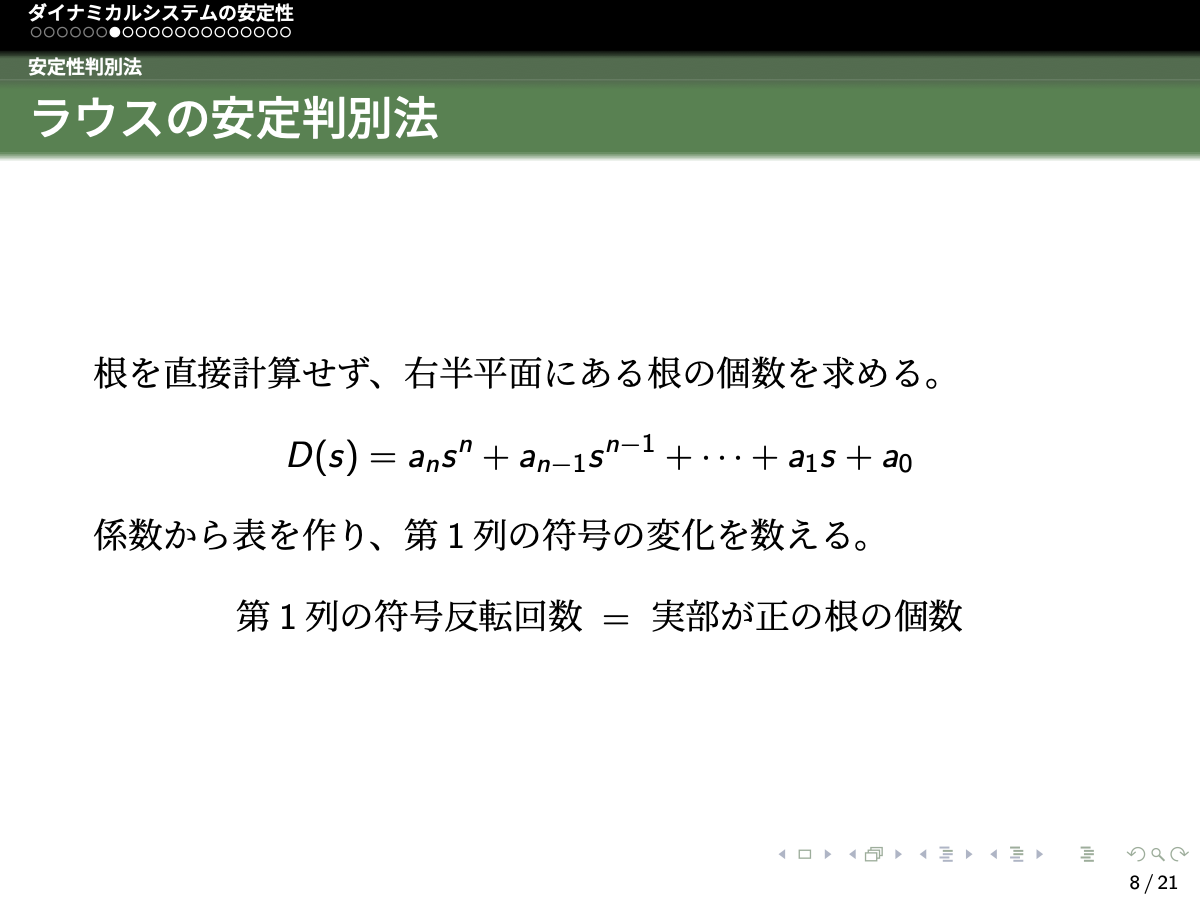 ダイナミカルシステムの安定性
安定性判別法
ラウスの安定判別法
根を直接計算せず、右半平面にある根の個数を求める。
D(s) = aₙsⁿ + aₙ₋₁sⁿ⁻¹ + ··· + a₁s + a₀
係数から表を作り、第 1 列の符号の変化を数える。
第 1 列の符号反転回数 = 実部が正の根の個数
8 / 21